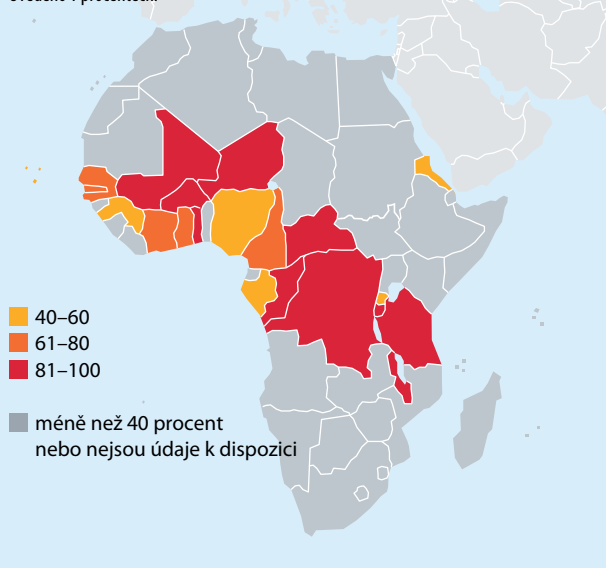 40–60
61–80
81–100
méně než 40 procent
nebo nejsou údaje k dispozici